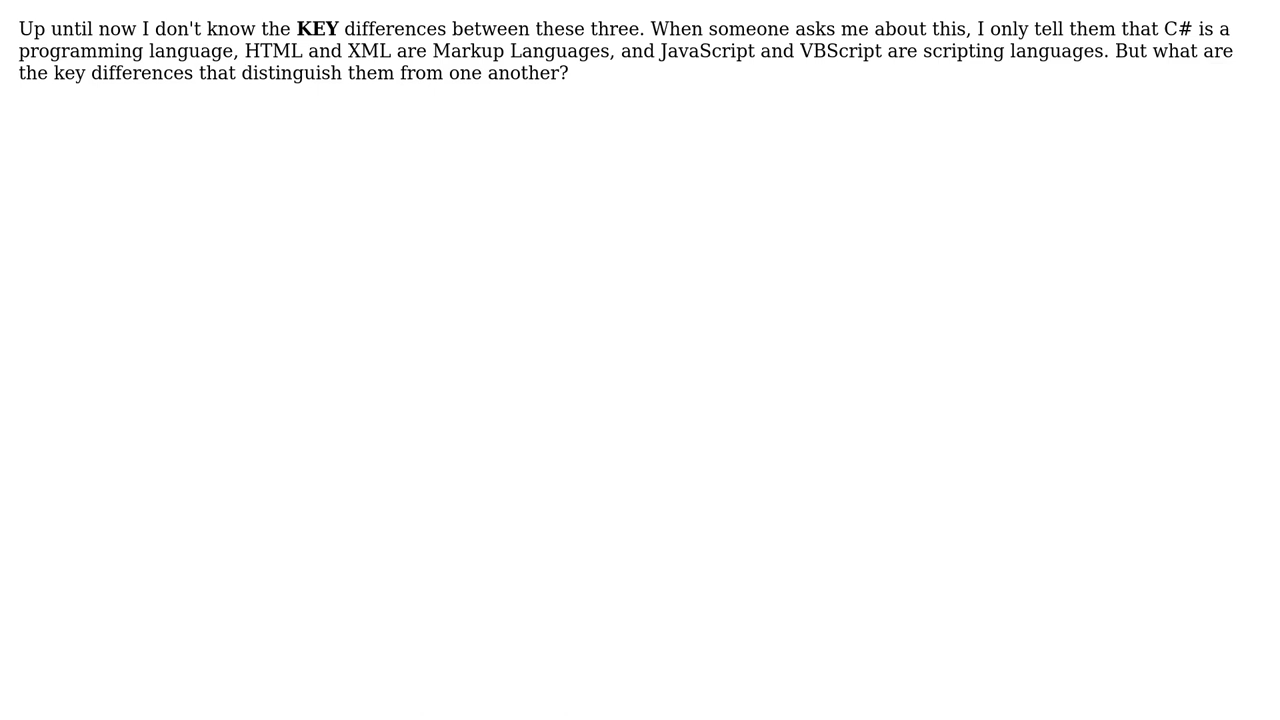 Up until now I don't know the KEY differences between these three. When someone asks me about this, I only tell them that C# is a
programming language, HTML and XML are Markup Languages, and JavaScript and VBScript are scripting languages. But what are
the key differences that distinguish them from one another?